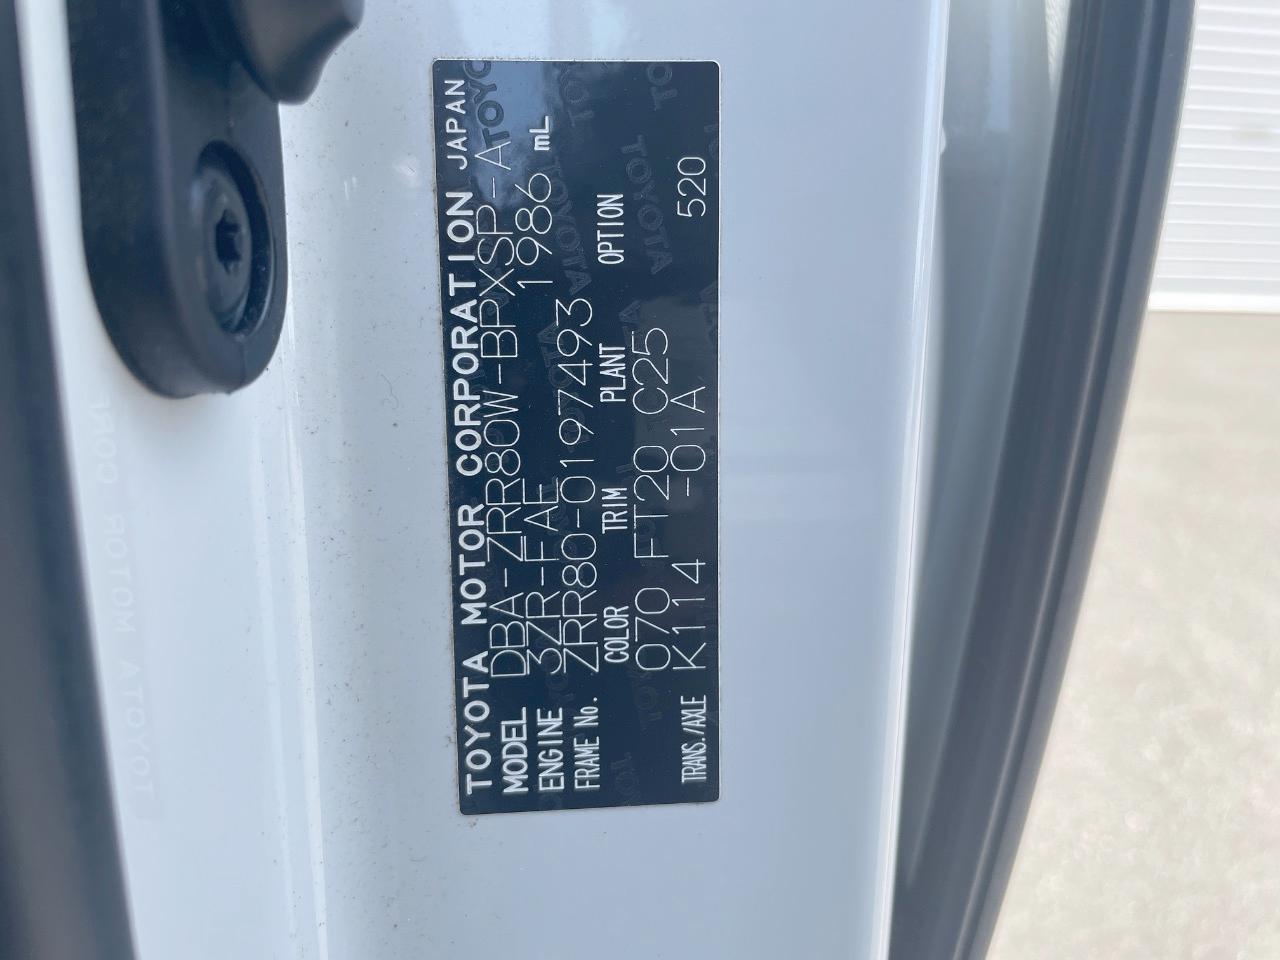 TOYOTA MOTOR CORPORATION JAPAN
MODEL DBA-ZRR80W-BPXSP-A
ENGINE 3ZR-FAE 1986 mL
FRAME No. ZRR80-0197493
COLOR TRIM PLANT OPTION
070 FT20 C25
TRANS./AXLE K114 -01A 520